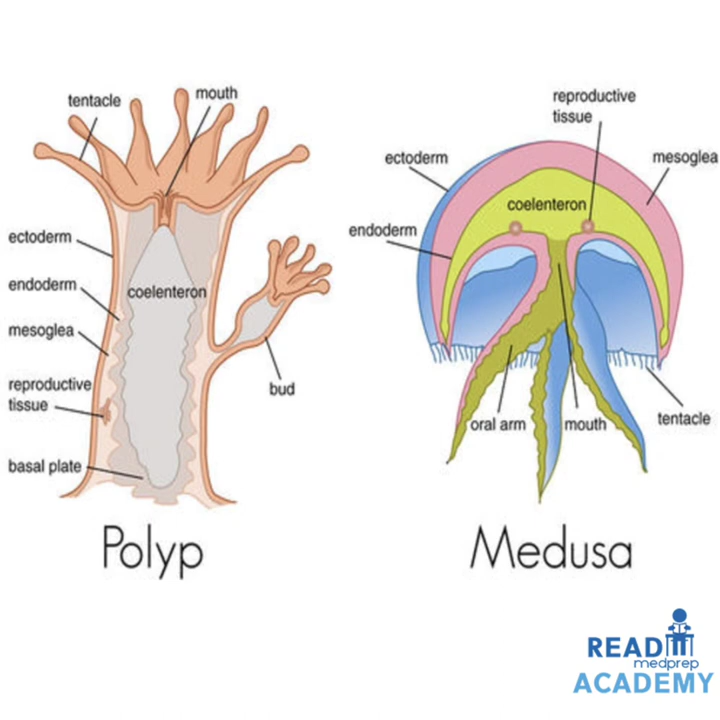 tentacle
mouth
ectoderm
endoderm
coelenteron
mesoglea
reproductive
tissue
bud
basal plate
Polyp
reproductive
tissue
ectoderm
mesoglea
coelenteron
endoderm
oral arm
mouth
tentacle
Medusa
READ
medprep
ACADEMY